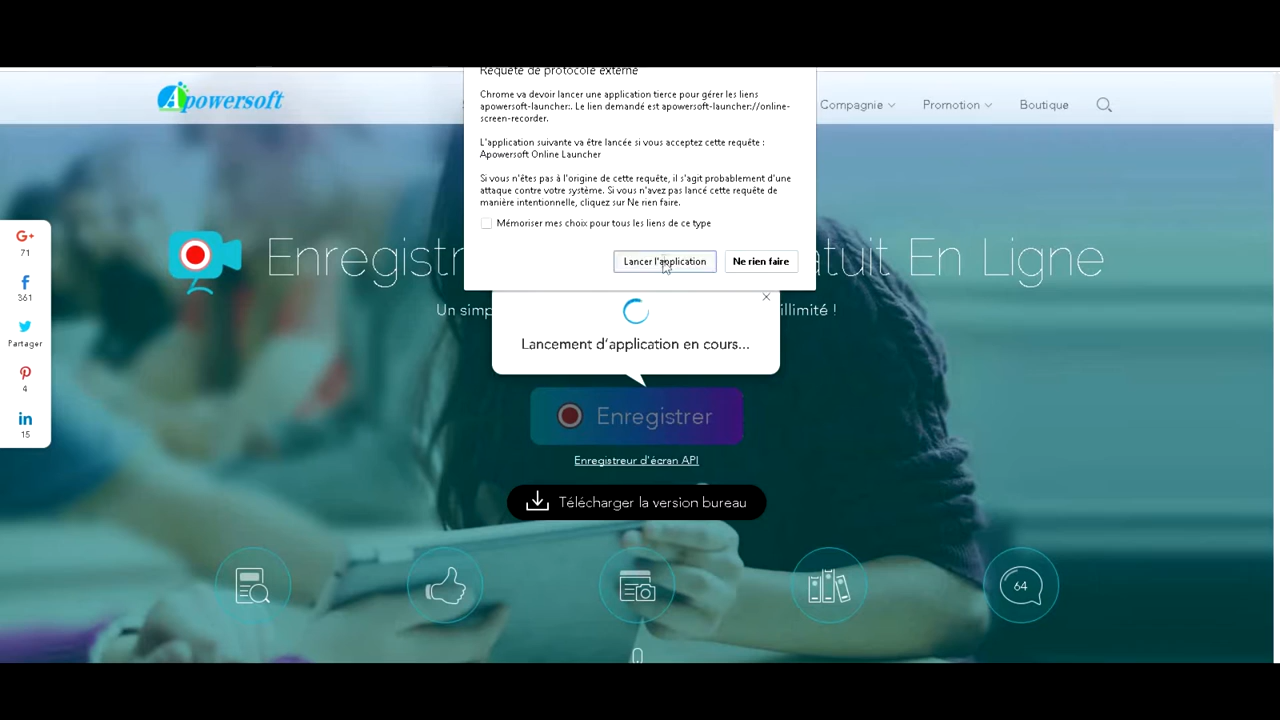 Requête de protocole externe
Apowersoft
Chrome va devoir lancer une application tierce pour gérer les liens
apowersoft-launcher:. Le lien demandé est apowersoft-launcher://online-
screen-recorder.
Compagnie
Promotion
Boutique
L'application suivante va être lancée si vous acceptez cette requête :
Apowersoft Online Launcher
Si vous n'êtes pas à l'origine de cette requête, il s'agit probablement d'une
attaque contre votre système. Si vous n'avez pas lancé cette requête de
manière intentionnelle, cliquez sur Ne rien faire.
Mémoriser mes choix pour tous les liens de ce type
Lancer l'application
Ne rien faire
G+
71
361
Partager
4
in
15
Enregistr
atuit En Ligne
Un simp
illimité !
Lancement d'application en cours...
Enregistrer
Enregistreur d'écran API
Télécharger la version bureau
64